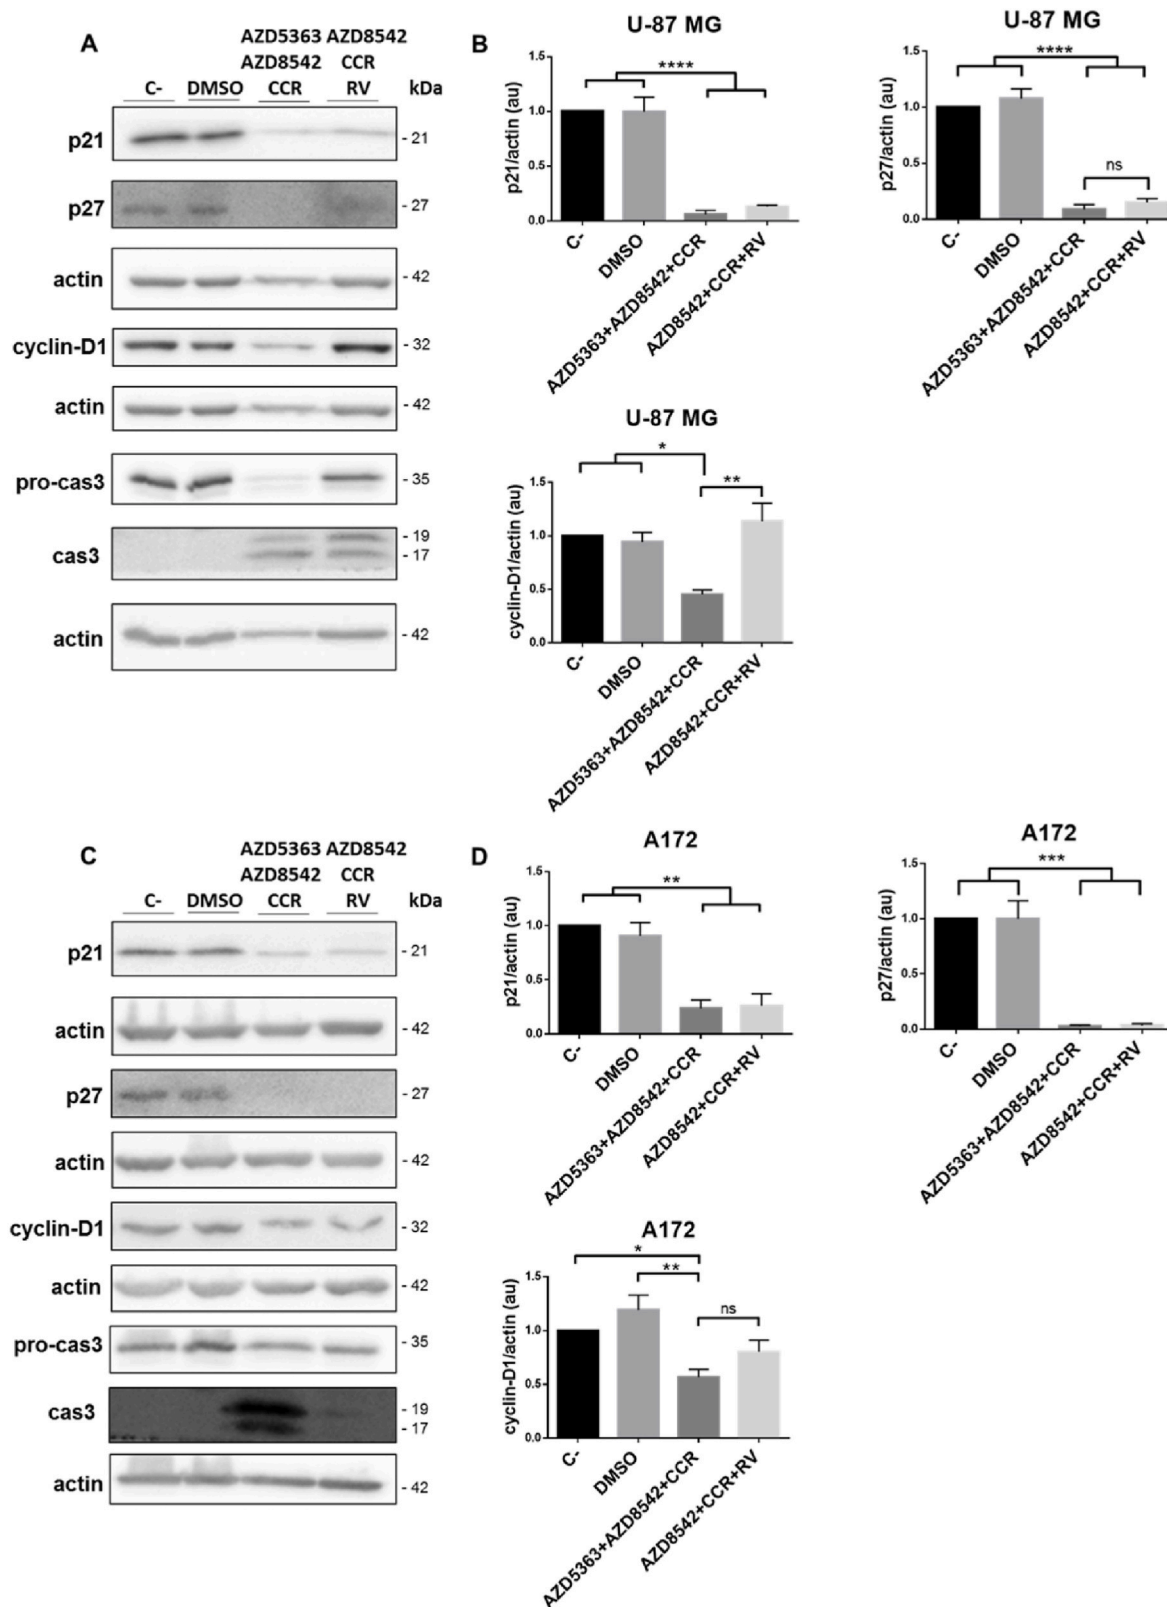 A
AZD5363 AZD8542
AZD8542 CCR
C- DMSO CCR RV kDa
p21 - 21
p27 - 27
actin - 42
cyclin-D1 - 32
actin - 42
pro-cas3 - 35
cas3 - 19
- 17
actin - 42
B
U-87 MG
****
1.5
1.0
0.5
0.0
p21/actin (au)
C-
DMSO
AZD5363+AZD8542+CCR
AZD8542+CCR+RV
U-87 MG
****
ns
1.5
1.0
0.5
0.0
p27/actin (au)
C-
DMSO
AZD5363+AZD8542+CCR
AZD8542+CCR+RV
U-87 MG
*
**
1.5
1.0
0.5
0.0
cyclin-D1/actin (au)
C-
DMSO
AZD5363+AZD8542+CCR
AZD8542+CCR+RV
C
AZD5363 AZD8542
AZD8542 CCR
C- DMSO CCR RV kDa
p21 - 21
actin - 42
p27 - 27
actin - 42
cyclin-D1 - 32
actin - 42
pro-cas3 - 35
cas3 - 19
- 17
actin - 42
D
A172
**
1.5
1.0
0.5
0.0
p21/actin (au)
C-
DMSO
AZD5363+AZD8542+CCR
AZD8542+CCR+RV
A172
***
1.5
1.0
0.5
0.0
p27/actin (au)
C-
DMSO
AZD5363+AZD8542+CCR
AZD8542+CCR+RV
A172
*
**
ns
1.5
1.0
0.5
0.0
cyclin-D1/actin (au)
C-
DMSO
AZD5363+AZD8542+CCR
AZD8542+CCR+RV